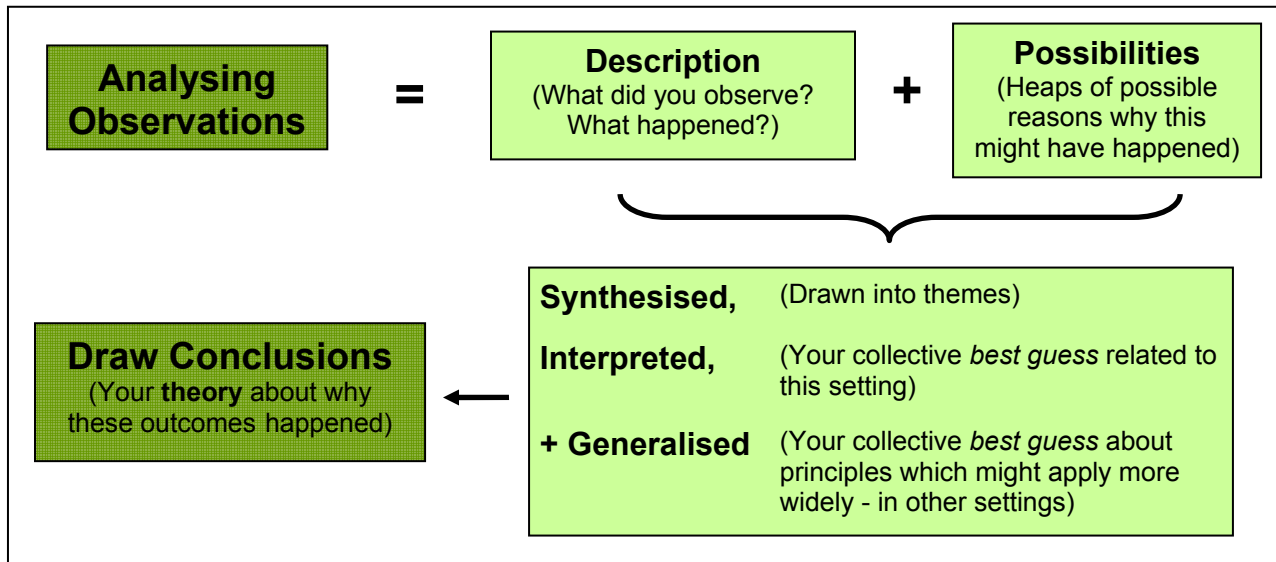 Analysing
Observations
=
Description
(What did you observe?
What happened?)
+
Possibilities
(Heaps of possible
reasons why this
might have happened)
Synthesised, (Drawn into themes)
Interpreted, (Your collective best guess related to
this setting)
+ Generalised (Your collective best guess about
principles which might apply more
widely - in other settings)
Draw Conclusions
(Your theory about why
these outcomes happened)